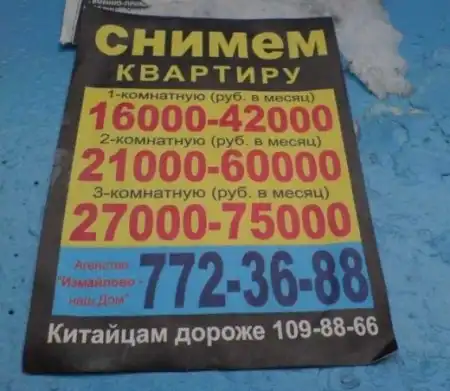 СНИМЕМ
КВАРТИРУ
1-комнатную (руб. в месяц)
16000-42000
2-комнатную (руб. в месяц)
21000-60000
3-комнатную (руб. в месяц)
27000-75000
Агенство
"Измайлово -
наш Дом"
772-36-88
Китайцам дороже 109-88-66